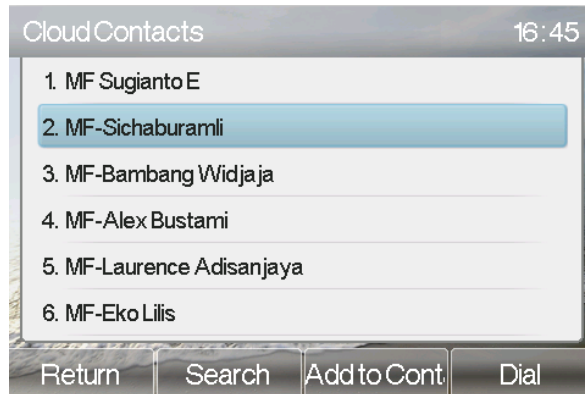 Cloud Contacts 16:45
1. MF Sugianto E
2. MF-Sichaburamli
3. MF-Bambang Widjaja
4. MF-Alex Bustami
5. MF-Laurence Adisanjaya
6. MF-Eko Lilis
Return Search Add to Cont Dial